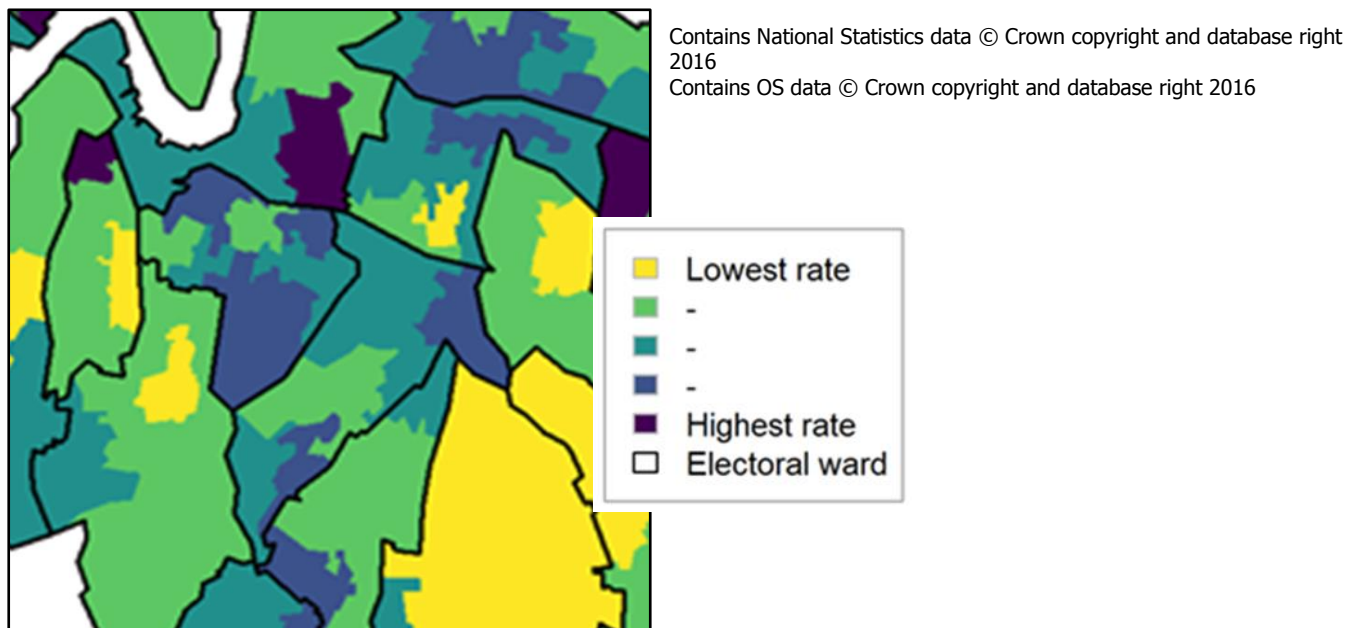 Contains National Statistics data © Crown copyright and database right
2016
Contains OS data © Crown copyright and database right 2016
Lowest rate
-
-
-
Highest rate
Electoral ward